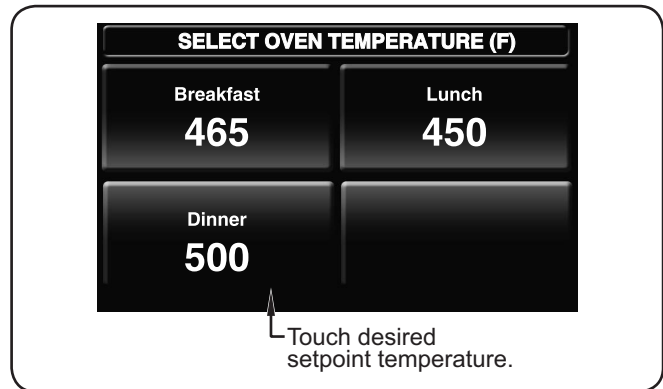 SELECT OVEN TEMPERATURE (F)
Breakfast
465
Lunch
450
Dinner
500
Touch desired
setpoint temperature.